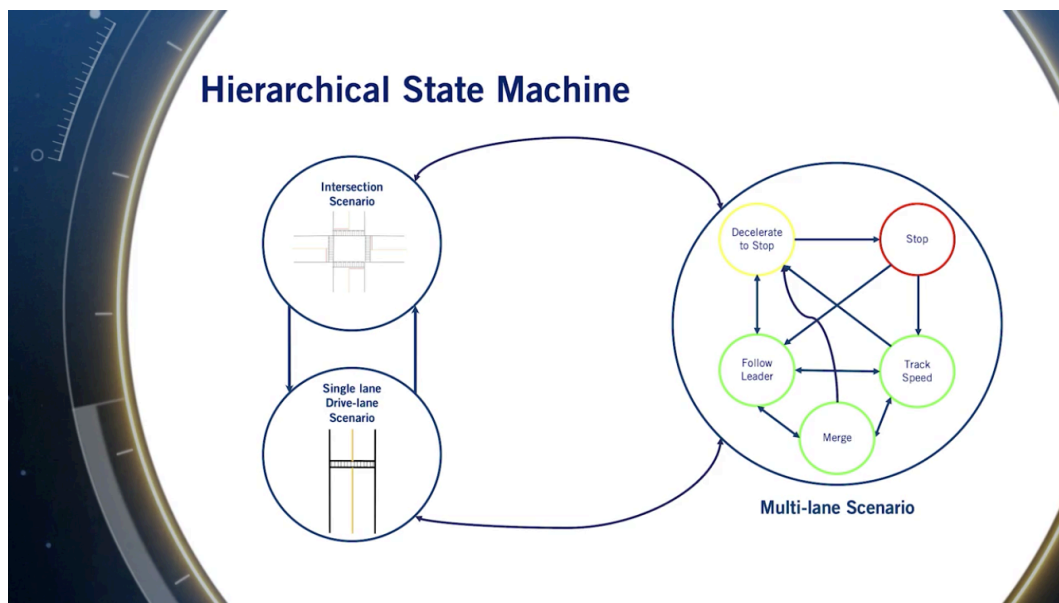 Hierarchical State Machine
Intersection
Scenario
Single lane
Drive-lane
Scenario
Decelerate
to Stop
Stop
Follow
Leader
Track
Speed
Merge
Multi-lane Scenario